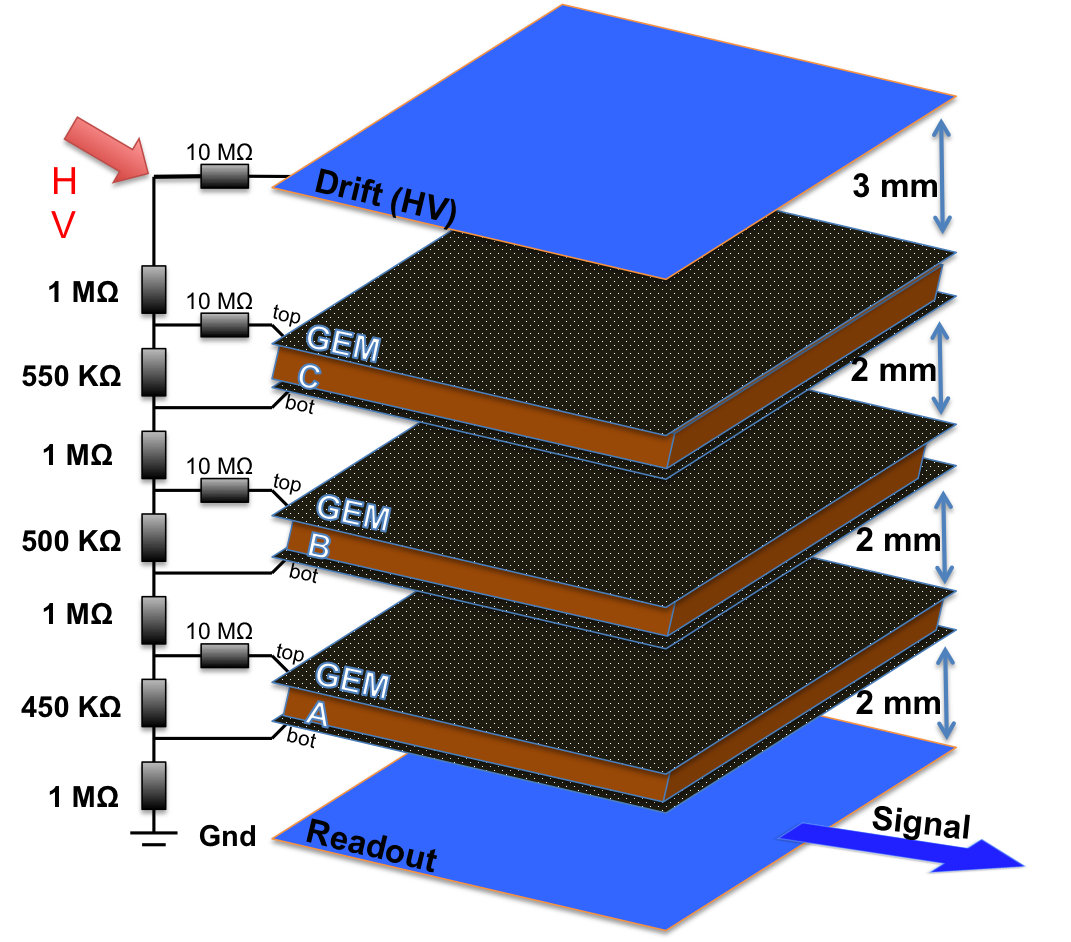 10 MΩ
Drift (HV)
3 mm
H
V
1 MΩ
10 MΩ
top
GEM
C
2 mm
550 KΩ
bot
1 MΩ
10 MΩ
top
GEM
B
2 mm
500 KΩ
bot
1 MΩ
10 MΩ
top
GEM
A
2 mm
450 KΩ
bot
1 MΩ
Gnd
Readout
Signal